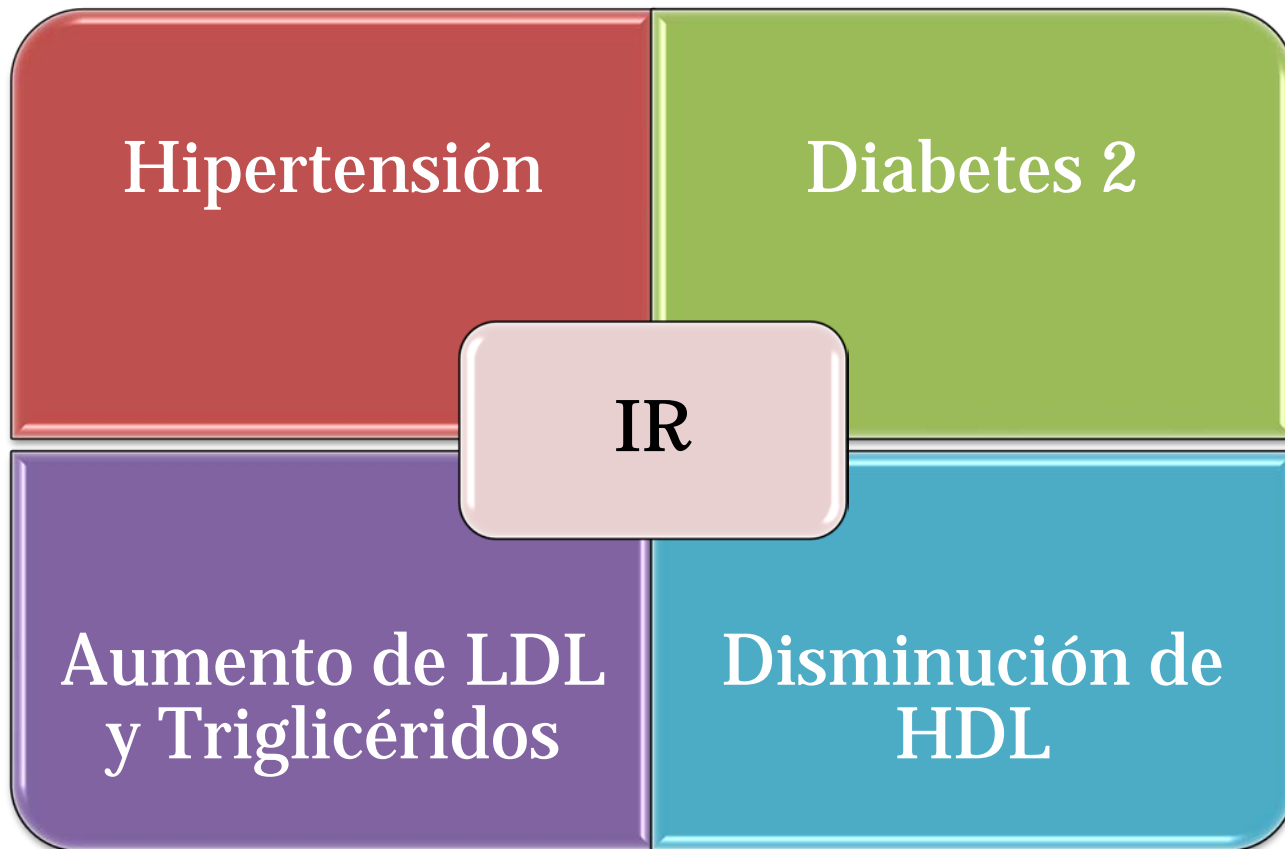 Hipertensión
Diabetes 2
IR
Aumento de LDL
y Triglicéridos
Disminución de
HDL